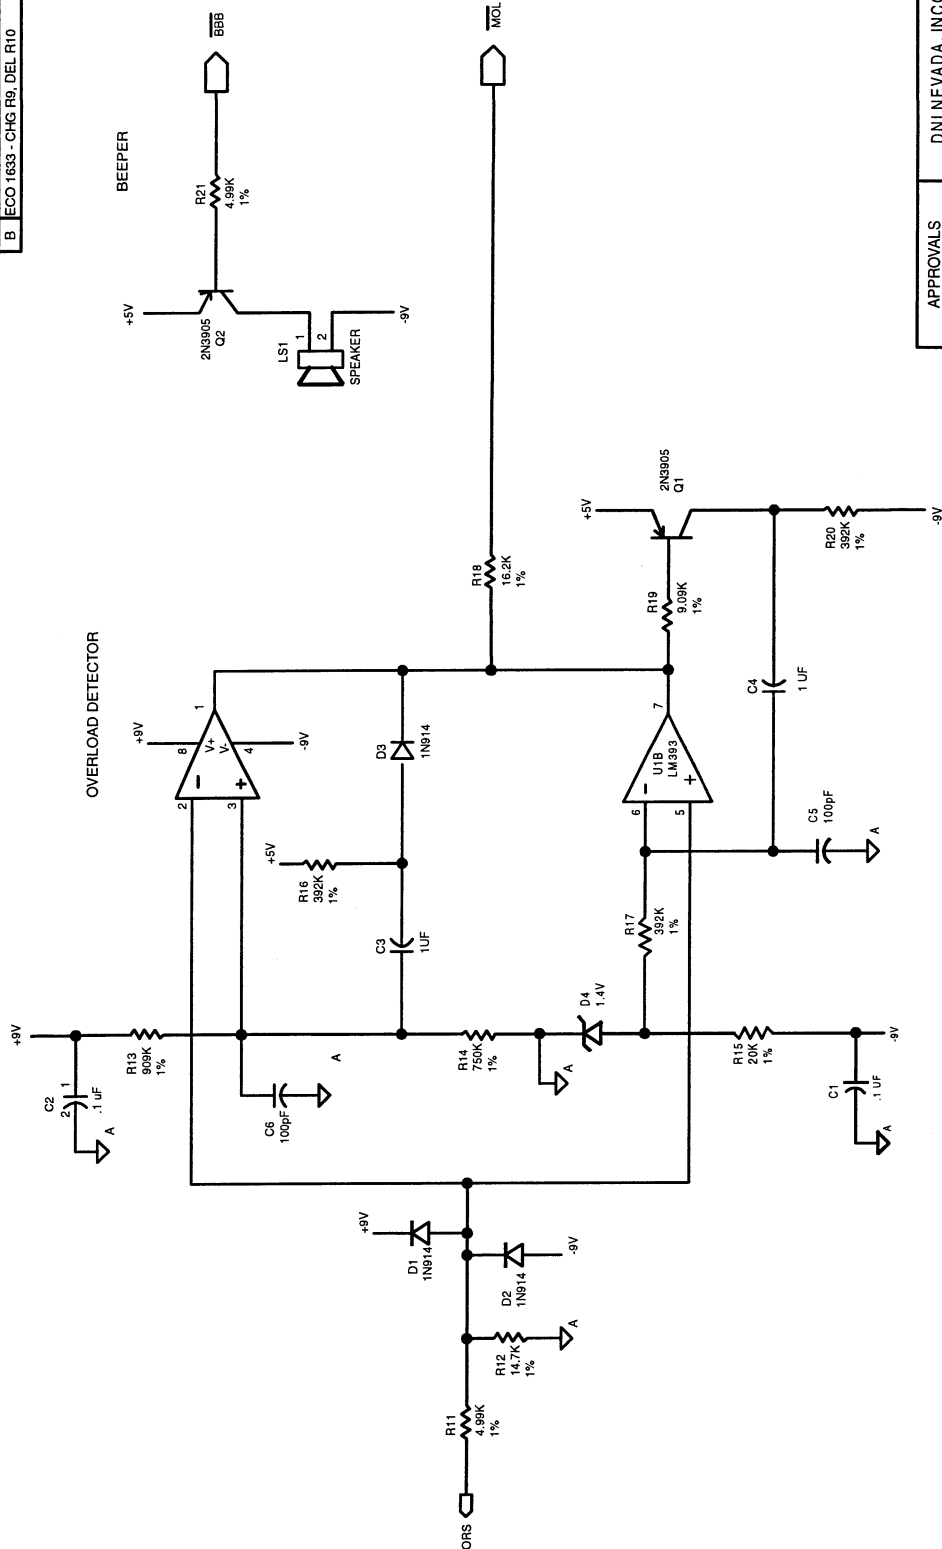 B ECO 1633 - CHG R9, DEL R10
BBB
MOL
BEEPER
R21
4.99K
1%
+5V
2N3905
Q2
LS1
1
2
SPEAKER
-9V
DNI NEVADA, INC
APPROVALS
OVERLOAD DETECTOR
+9V
8
V+
V-
4
-9V
1
2
3
D3
1N914
+5V
R16
392K
1%
C3
1UF
R18
16.2K
1%
+5V
2N3905
Q1
R19
9.09K
1%
R20
392K
1%
-9V
C4
1 UF
7
U1B
LM393
6
5
C5
100pF
A
R17
392K
1%
D4
1.4V
+9V
C2
2
1
.1 uF
A
R13
909K
1%
C6
100pF
A
R14
750K
1%
A
R15
20K
1%
-9V
C1
.1 UF
A
+9V
D1
1N914
D2
1N914
-9V
R12
14.7K
1%
A
R11
4.99K
1%
ORS